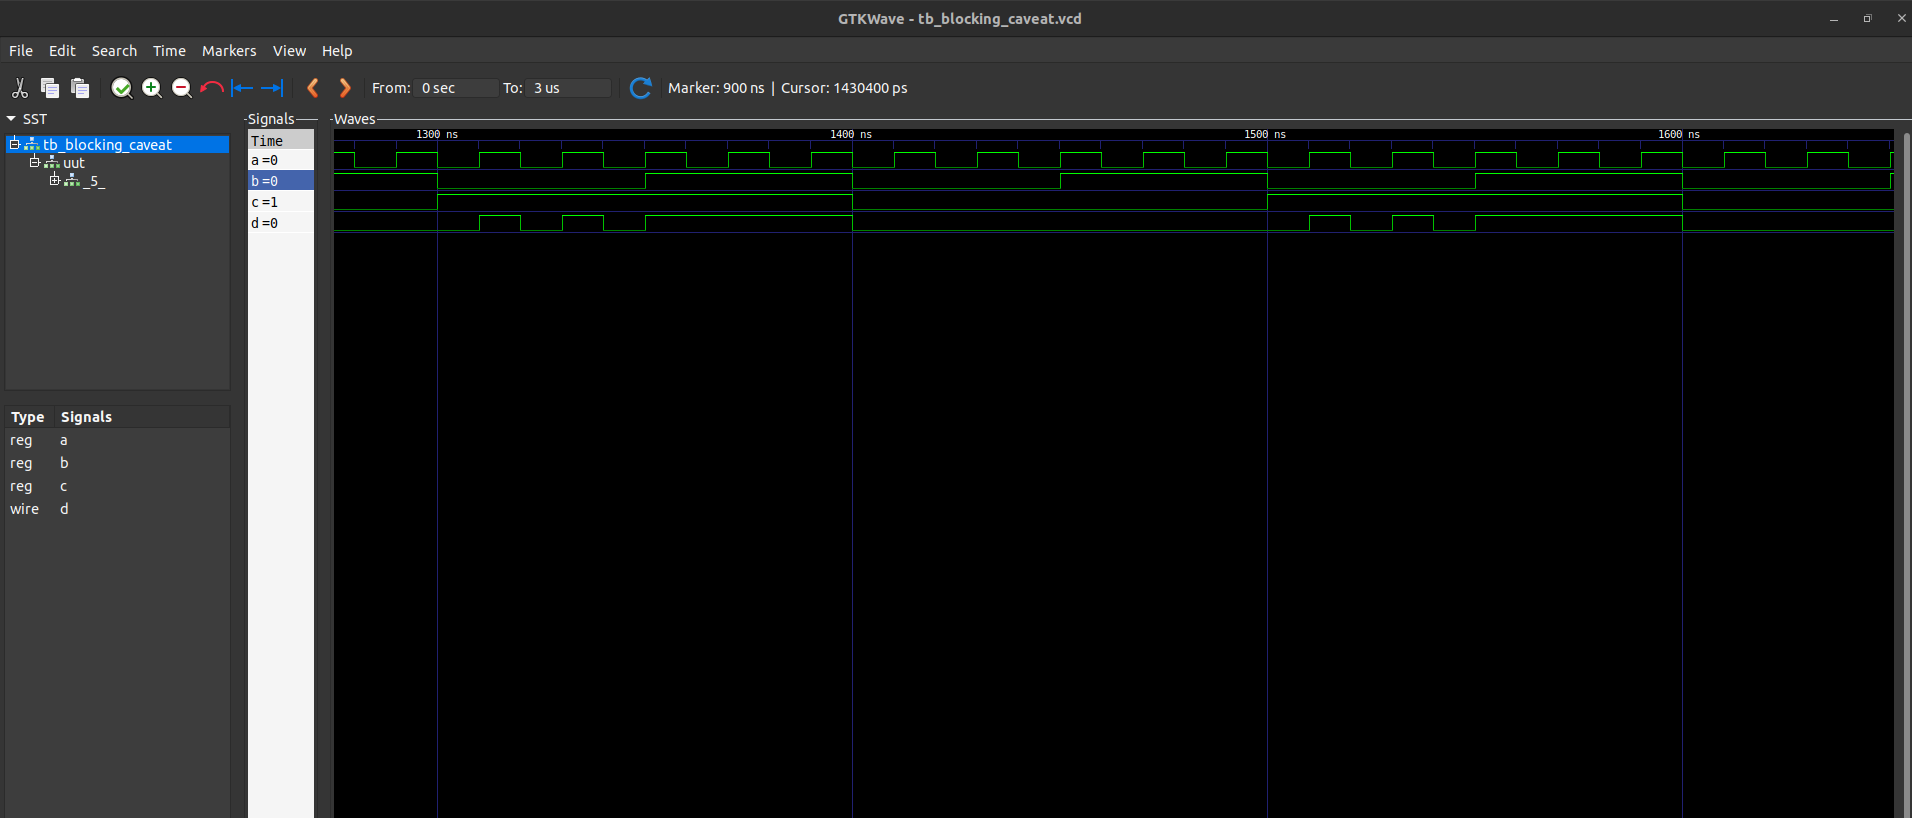 GTKWave - tb_blocking_caveat.vcd
File Edit Search Time Markers View Help
From: 0 sec To: 3 us Marker: 900 ns | Cursor: 1430400 ps
SST
tb_blocking_caveat
uut
_5_
Type Signals
reg a
reg b
reg c
wire d
Signals
Time
a=0
b=0
c=1
d=0
Waves
1300 ns 1400 ns 1500 ns 1600 ns